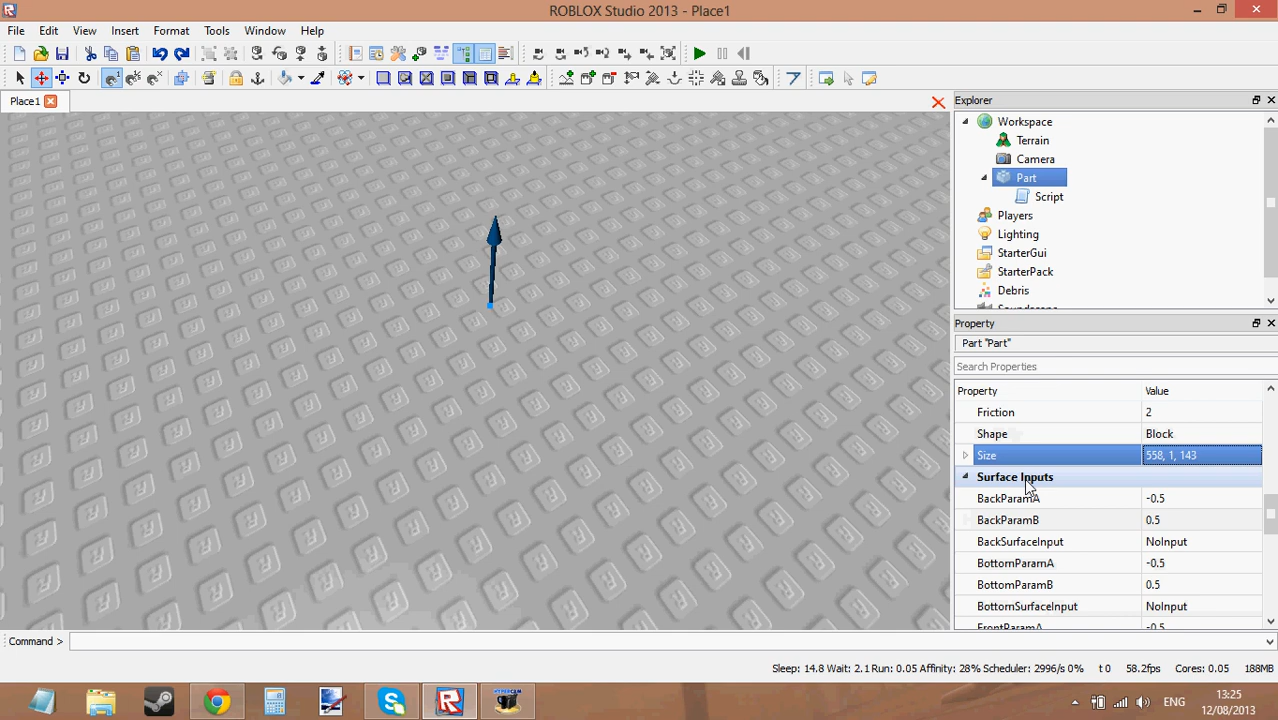 ROBLOX Studio 2013 - Place1
File Edit View Insert Format Tools Window Help
Place1
Explorer
Workspace
Terrain
Camera
Part
Script
Players
Lighting
StarterGui
StarterPack
Debris
Property
Part "Part"
Search Properties
Property Value
Friction 2
Shape Block
Size 558, 1, 143
Surface Inputs
BackParamA -0.5
BackParamB 0.5
BackSurfaceInput NoInput
BottomParamA -0.5
BottomParamB 0.5
BottomSurfaceInput NoInput
FrontParamA -0.5
Command >
Sleep: 14.8 Wait: 2.1 Run: 0.05 Affinity: 28% Scheduler: 2996/s 0% t 0 58.2fps Cores: 0.05 188MB
HYPERCAM
ENG
13:25
12/08/2013